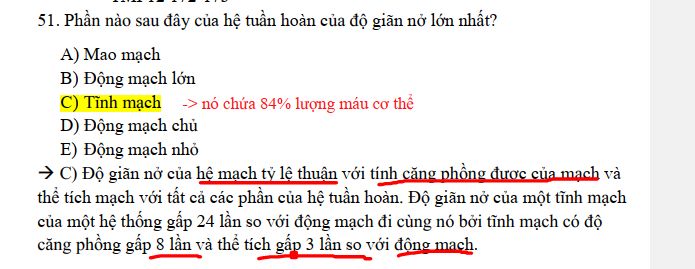 51. Phần nào sau đây của hệ tuần hoàn của độ giãn nở lớn nhất?
A) Mao mạch
B) Động mạch lớn
C) Tĩnh mạch -> nó chứa 84% lượng máu cơ thể
D) Động mạch chủ
E) Động mạch nhỏ
→ C) Độ giãn nở của hệ mạch tỷ lệ thuận với tính căng phồng được của mạch và
thể tích mạch với tất cả các phần của hệ tuần hoàn. Độ giãn nở của một tĩnh mạch
của một hệ thống gấp 24 lần so với động mạch đi cùng nó bởi tĩnh mạch có độ
căng phồng gấp 8 lần và thể tích gấp 3 lần so với động mạch.